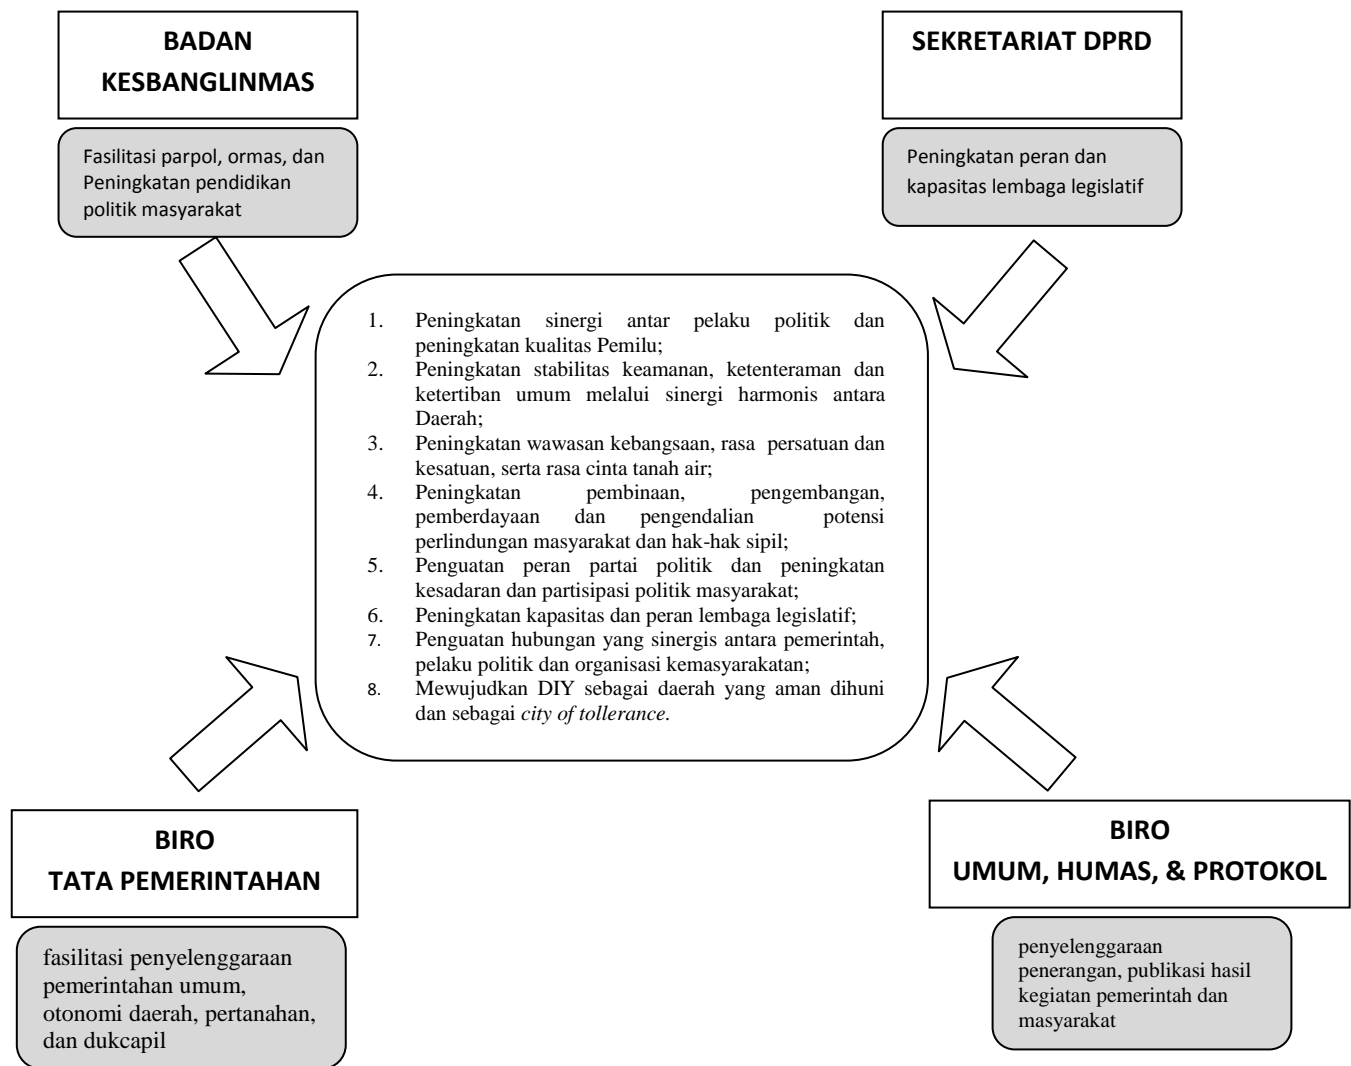 BADAN
KESBANGLINMAS
SEKRETARIAT DPRD
Fasilitasi parpol, ormas, dan
Peningkatan pendidikan
politik masyarakat
Peningkatan peran dan
kapasitas lembaga legislatif
1. Peningkatan sinergi antar pelaku politik dan
peningkatan kualitas Pemilu;
2. Peningkatan stabilitas keamanan, ketenteraman dan
ketertiban umum melalui sinergi harmonis antara
Daerah;
3. Peningkatan wawasan kebangsaan, rasa persatuan dan
kesatuan, serta rasa cinta tanah air;
4. Peningkatan pembinaan, pengembangan,
pemberdayaan dan pengendalian potensi
perlindungan masyarakat dan hak-hak sipil;
5. Penguatan peran partai politik dan peningkatan
kesadaran dan partisipasi politik masyarakat;
6. Peningkatan kapasitas dan peran lembaga legislatif;
7. Penguatan hubungan yang sinergis antara pemerintah,
pelaku politik dan organisasi kemasyarakatan;
8. Mewujudkan DIY sebagai daerah yang aman dihuni
dan sebagai city of tollerance.
BIRO
TATA PEMERINTAHAN
BIRO
UMUM, HUMAS, & PROTOKOL
fasilitasi penyelenggaraan
pemerintahan umum,
otonomi daerah, pertanahan,
dan dukcapil
penyelenggaraan
penerangan, publikasi hasil
kegiatan pemerintah dan
masyarakat